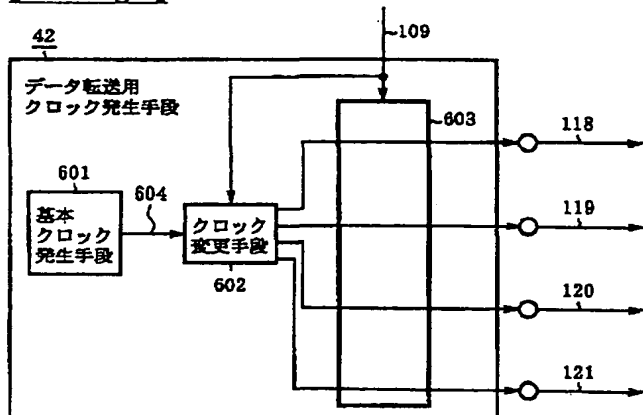 42
109
データ転送用
クロック発生手段
603
118
601
604
基本
クロック
発生手段
クロック
変更手段
602
119
120
121